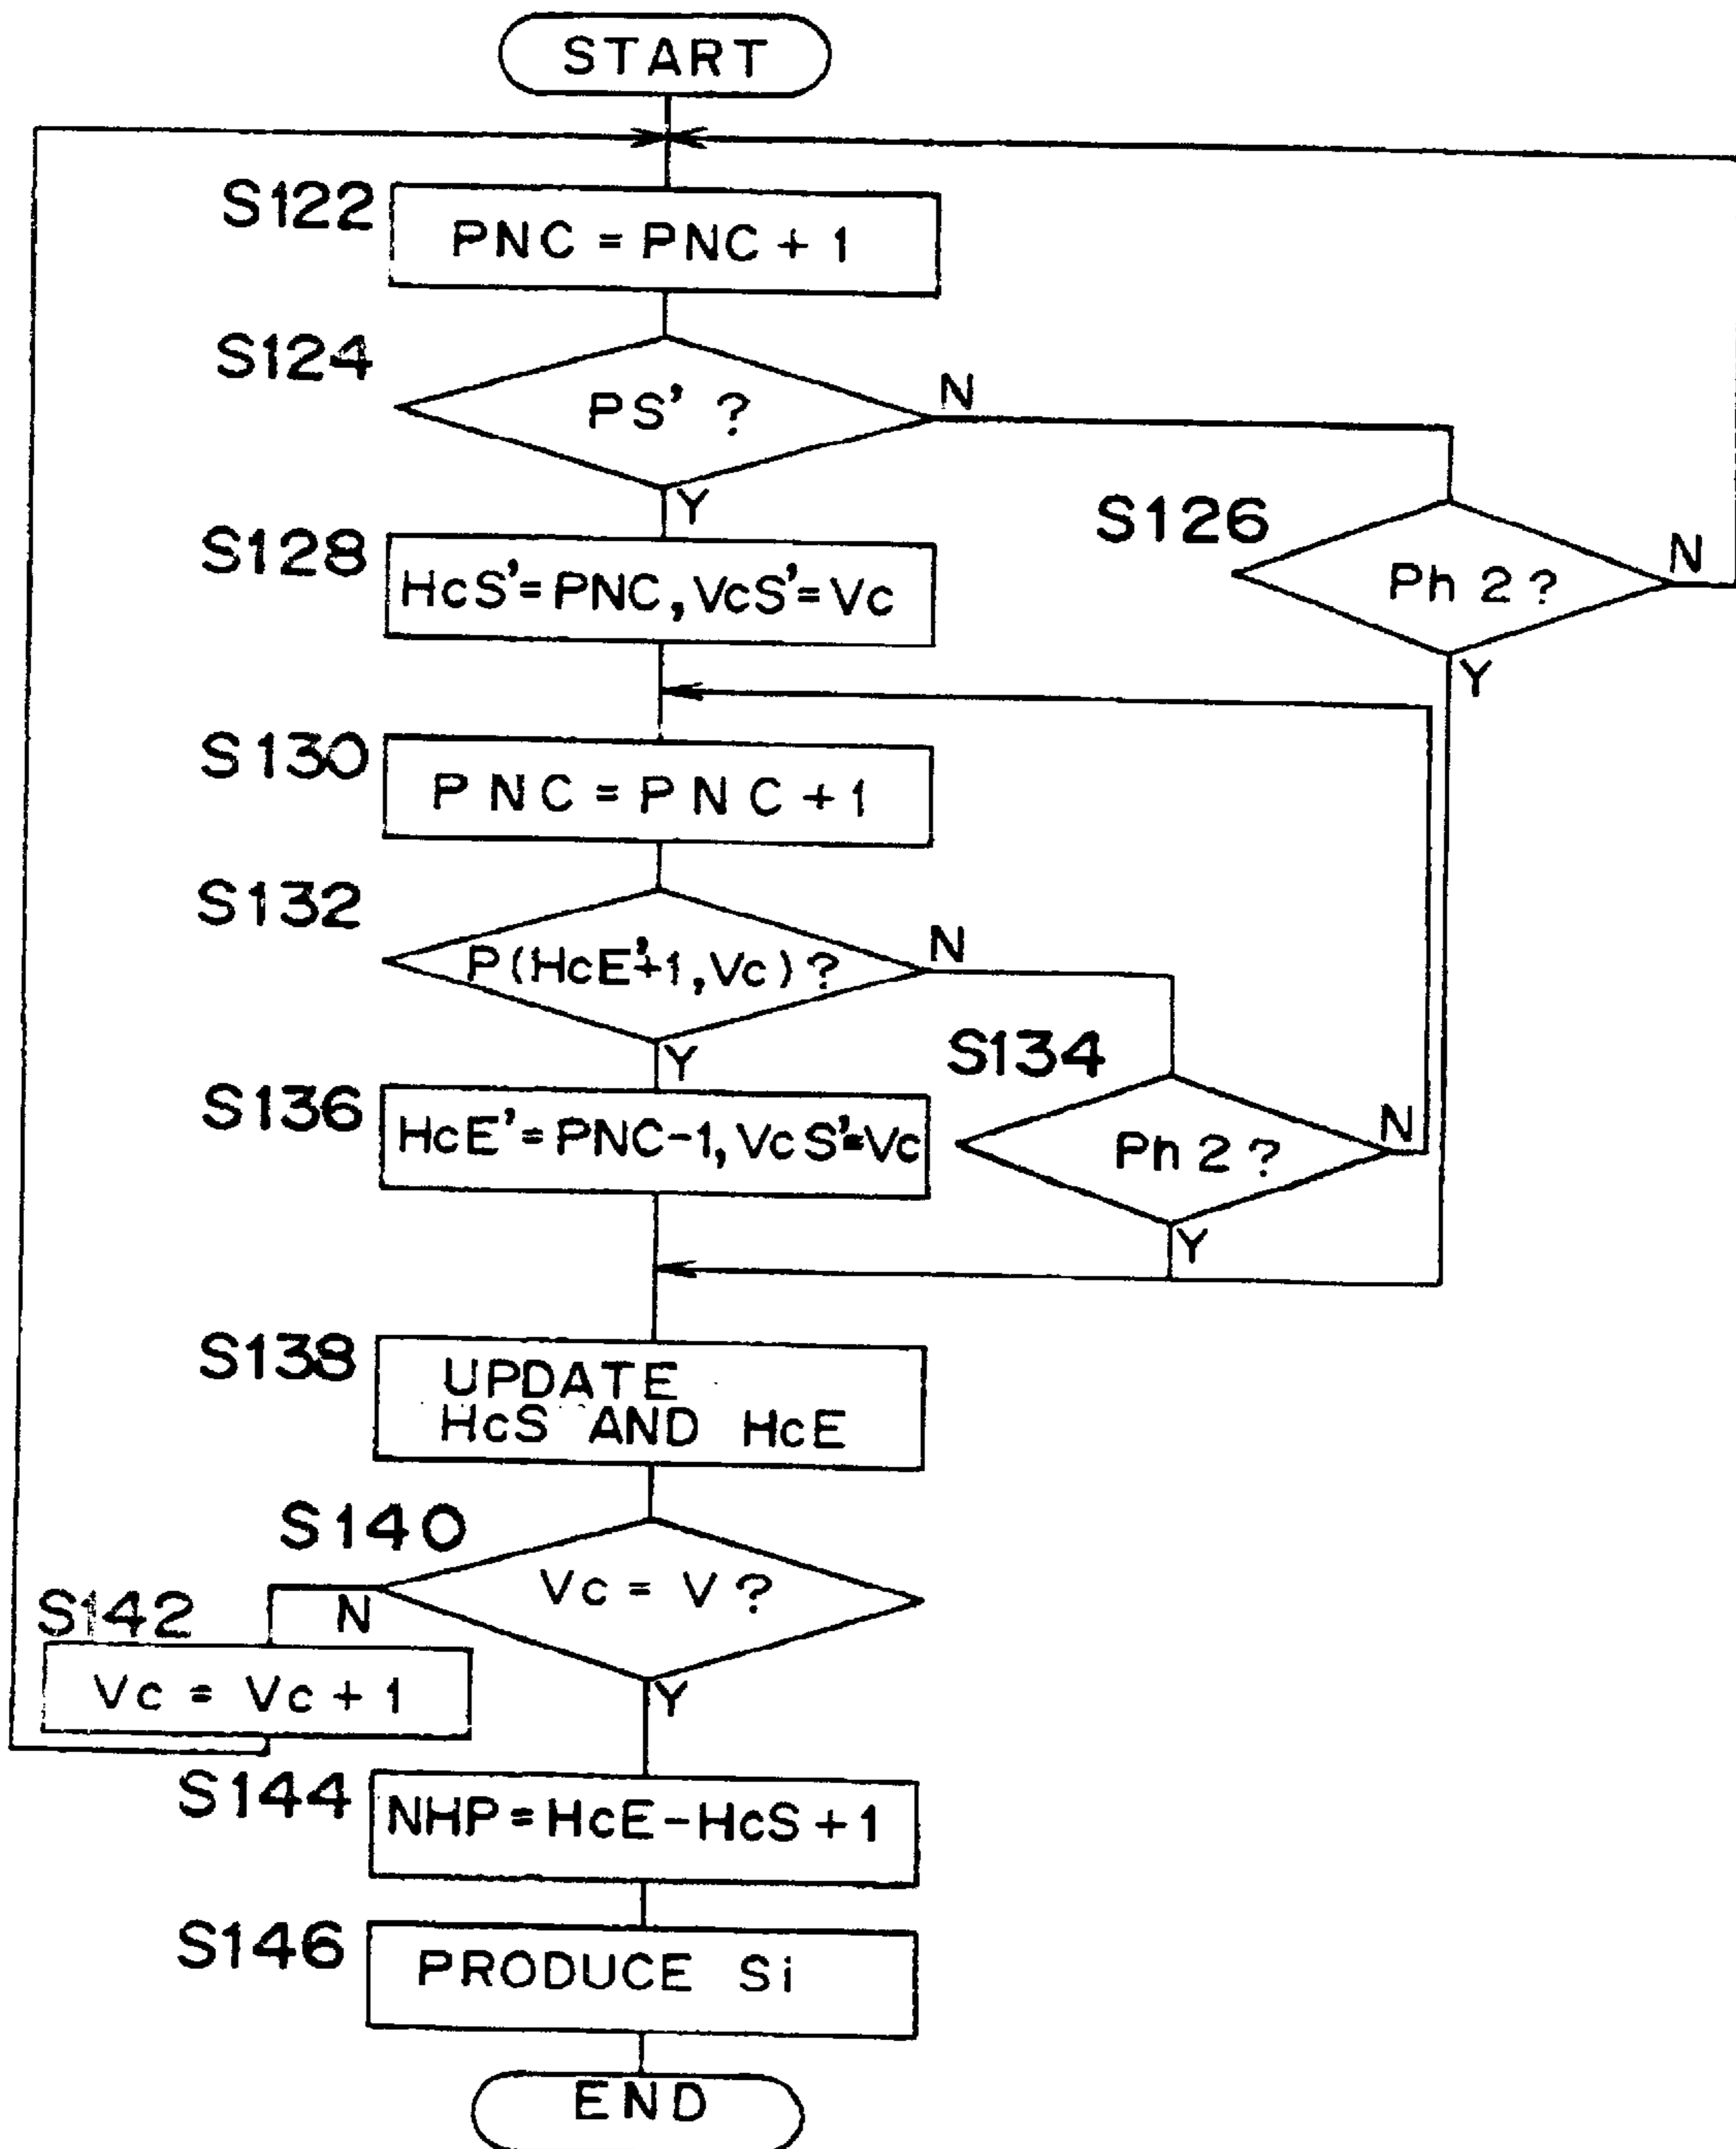 START
S122
PNC = PNC + 1
S124
PS' ?
N
Y
S126
Ph 2 ?
N
Y
S128
HcS'=PNC, VcS'=Vc
S130
PNC = PNC + 1
S132
P(HcE'+1, Vc) ?
N
Y
S134
Ph 2 ?
N
Y
S136
HcE'=PNC-1, VcS'=Vc
S138
UPDATE
HcS AND HcE
S140
Vc = V ?
N
Y
S142
Vc = Vc + 1
S144
NHP = HcE - HcS + 1
S146
PRODUCE Si
END